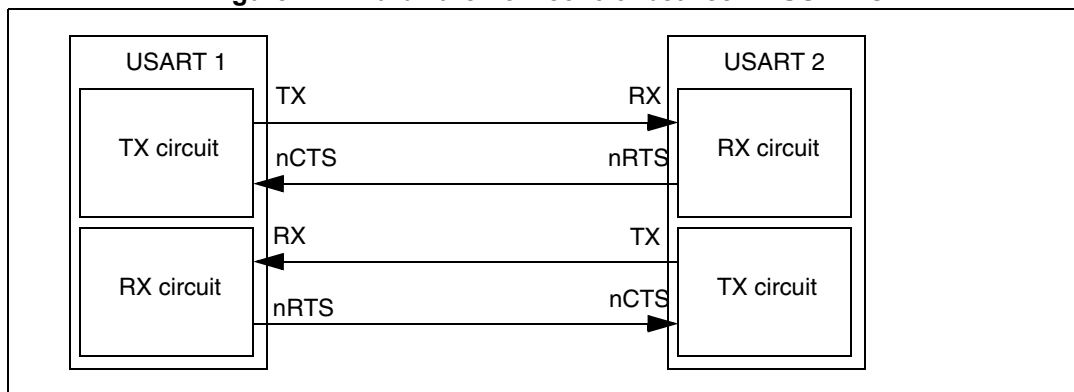 USART 1
USART 2
TX
RX
TX circuit
RX circuit
nCTS
nRTS
RX
TX
RX circuit
TX circuit
nRTS
nCTS